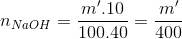 n_{NaOH} = \frac{m'.10}{100.40} = \frac{m'}{400}